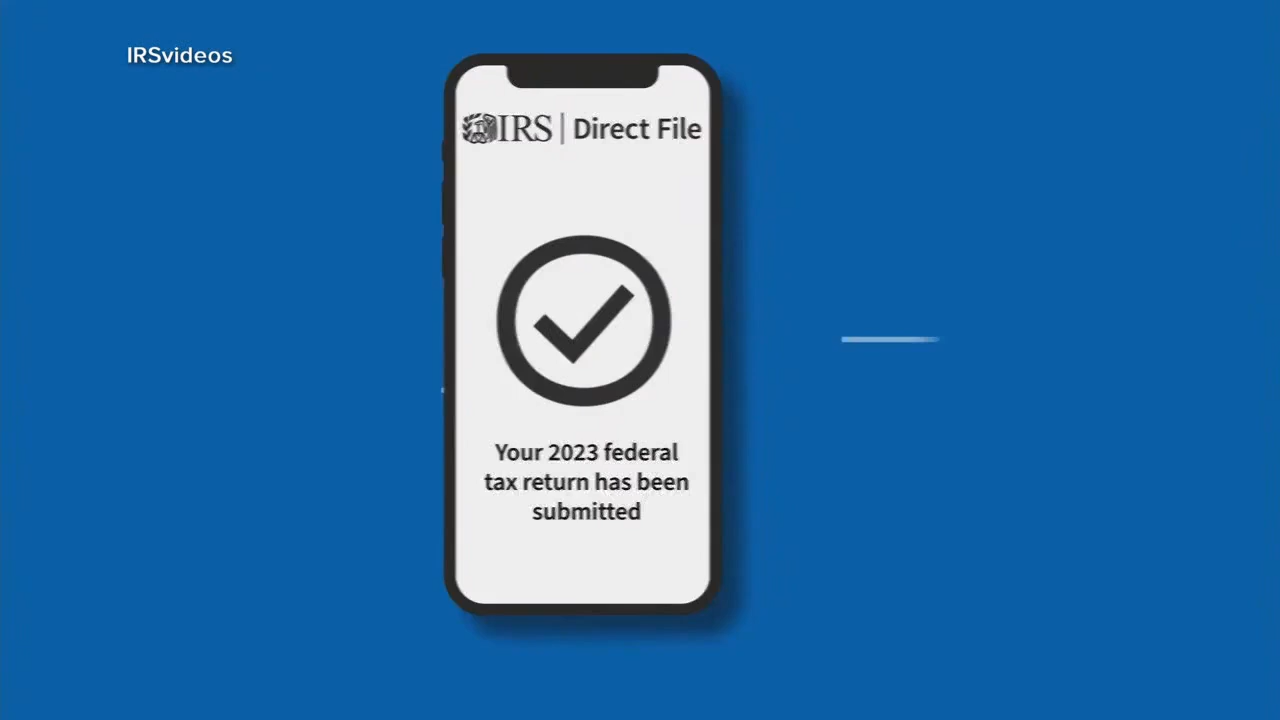 IRSvideos
IRS | Direct File
Your 2023 federal
tax return has been
submitted